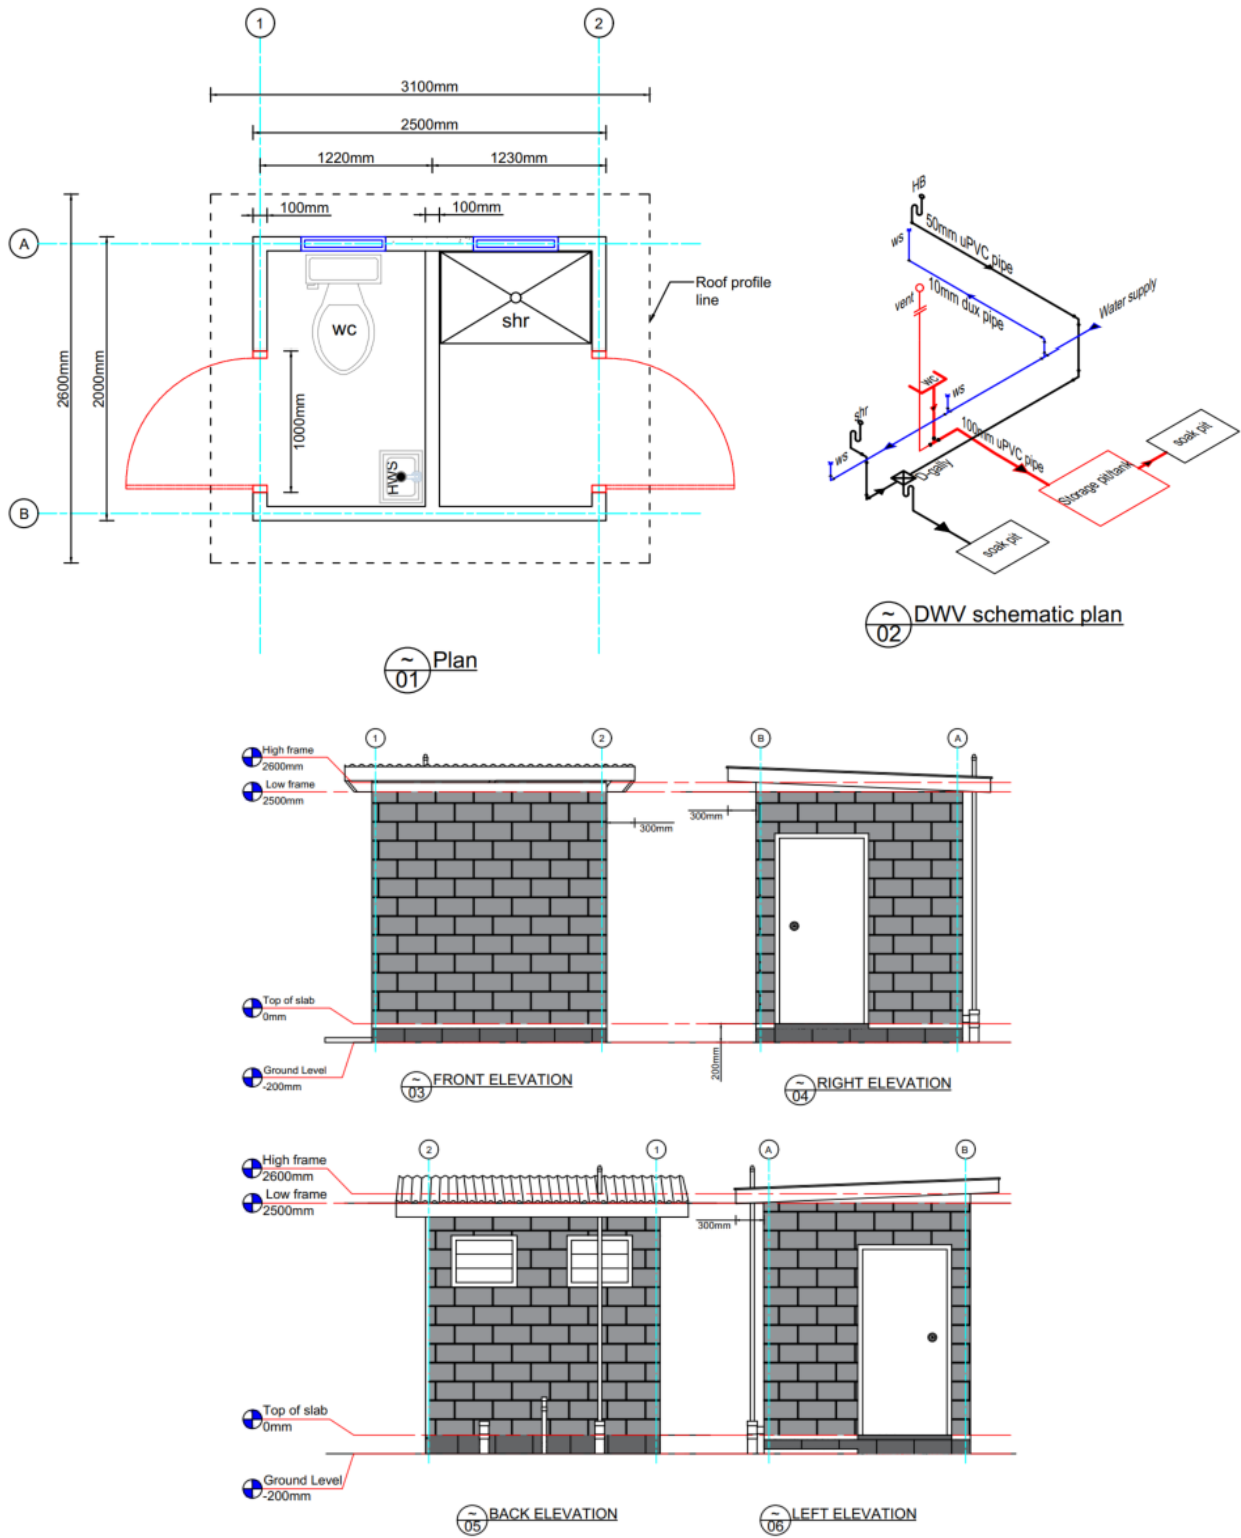 1
2
3100mm
2500mm
1220mm
1230mm
100mm
100mm
A
B
2600mm
2000mm
1000mm
Roof profile
line
WC
shr
HWS
~
01
Plan
HB
50mm uPVC pipe
ws
10mm dux pipe
Water supply
vent
wc
ws
shr
100mm uPVC pipe
soak pit
ws
D-gally
Storage pit/tank
soak pit
~
02
DWV schematic plan
1
2
B
A
High frame
2600mm
Low frame
2500mm
300mm
300mm
Top of slab
0mm
200mm
Ground Level
-200mm
~
03
FRONT ELEVATION
~
04
RIGHT ELEVATION
2
1
A
B
High frame
2600mm
Low frame
2500mm
300mm
Top of slab
0mm
Ground Level
-200mm
~
05
BACK ELEVATION
~
06
LEFT ELEVATION